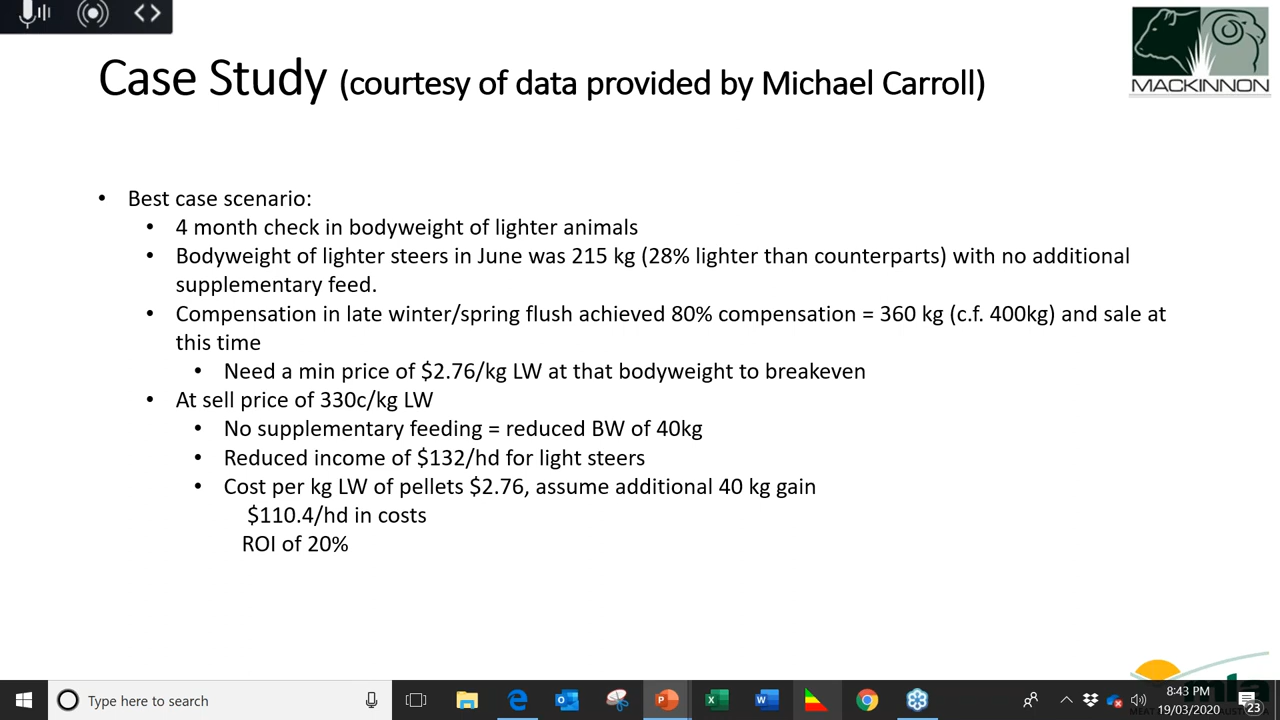 Case Study (courtesy of data provided by Michael Carroll)
MACKINNON
• Best case scenario:
• 4 month check in bodyweight of lighter animals
• Bodyweight of lighter steers in June was 215 kg (28% lighter than counterparts) with no additional
supplementary feed.
• Compensation in late winter/spring flush achieved 80% compensation = 360 kg (c.f. 400kg) and sale at
this time
• Need a min price of $2.76/kg LW at that bodyweight to breakeven
• At sell price of 330c/kg LW
• No supplementary feeding = reduced BW of 40kg
• Reduced income of $132/hd for light steers
• Cost per kg LW of pellets $2.76, assume additional 40 kg gain
$110.4/hd in costs
ROI of 20%
Type here to search
8:43 PM
19/03/2020
23